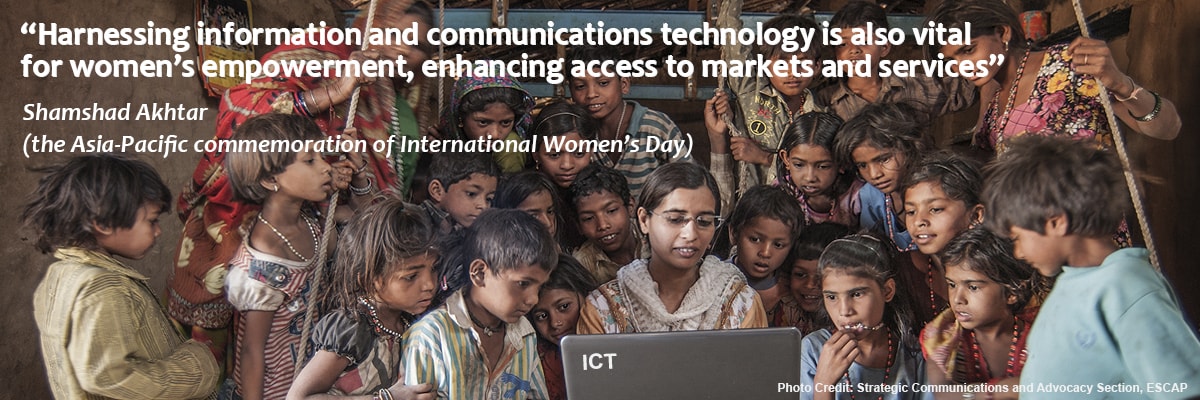 “Harnessing information and communications technology is also vital
for women’s empowerment, enhancing access to markets and services”
Shamshad Akhtar
(the Asia-Pacific commemoration of International Women’s Day)
ICT
Photo Credit: Strategic Communications and Advocacy Section, ESCAP